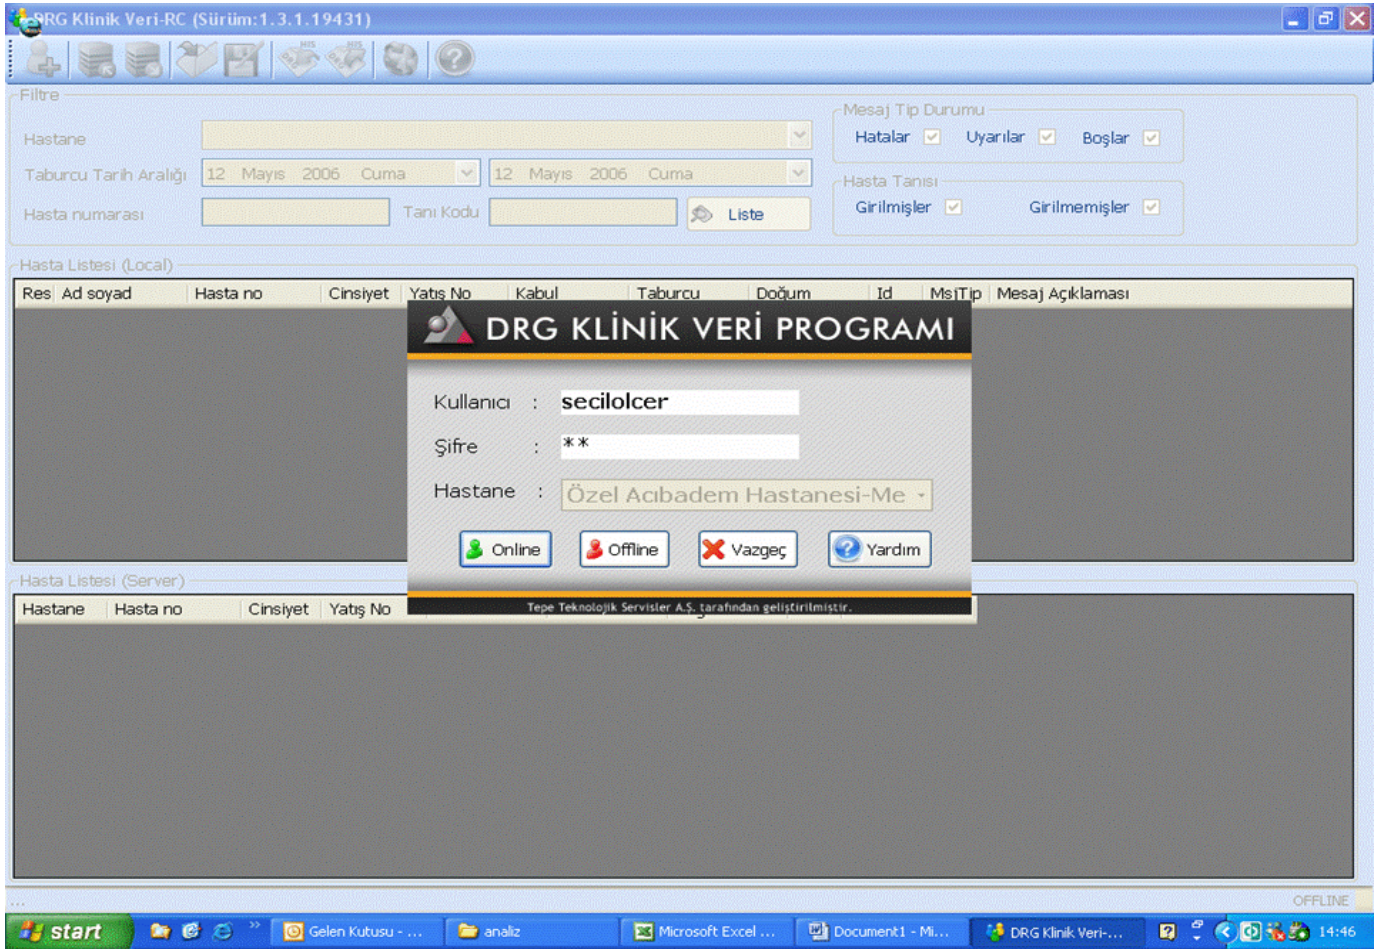 DRG Klinik Veri-RC (Sürüm:1.3.1.19431)
Filtre
Hastane
Taburcu Tarih Aralığı 12 Mayıs 2006 Cuma 12 Mayıs 2006 Cuma
Hasta numarası Tanı Kodu Liste
Mesaj Tip Durumu
Hatalar Uyarılar Boşlar
Hasta Tanısı
Girilmişler Girilmemişler
Hasta Listesi (Local)
Res Ad soyad Hasta no Cinsiyet Yatış No Kabul Taburcu Doğum Id MsjTip Mesaj Açıklaması
DRG KLİNİK VERİ PROGRAMI
Kullanıcı : secilolcer
Şifre : **
Hastane : Özel Acıbadem Hastanesi-Me
Online Offline Vazgeç Yardım
Tepe Teknolojik Servisler A.Ş. tarafından geliştirilmiştir.
Hasta Listesi (Server)
Hastane Hasta no Cinsiyet Yatış No
... OFFLINE
start Gelen Kutusu - ... analiz Microsoft Excel ... Document1 - Mi... DRG Klinik Veri-... 14:46